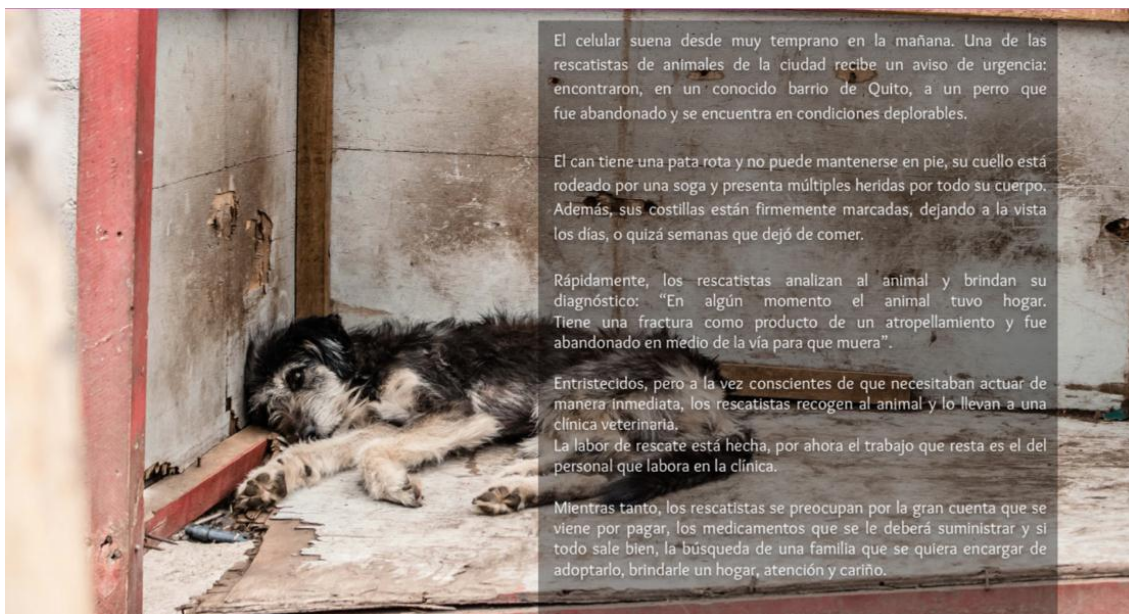 El celular suena desde muy temprano en la mañana. Una de las
rescatistas de animales de la ciudad recibe un aviso de urgencia:
encontraron, en un conocido barrio de Quito, a un perro que
fue abandonado y se encuentra en condiciones deplorables.
El can tiene una pata rota y no puede mantenerse en pie, su cuello está
rodeado por una soga y presenta múltiples heridas por todo su cuerpo.
Además, sus costillas están firmemente marcadas, dejando a la vista
los días, o quizá semanas que dejó de comer.
Rápidamente, los rescatistas analizan al animal y brindan su
diagnóstico: “En algún momento el animal tuvo hogar.
Tiene una fractura como producto de un atropellamiento y fue
abandonado en medio de la vía para que muera”.
Entristecidos, pero a la vez conscientes de que necesitaban actuar de
manera inmediata, los rescatistas recogen al animal y lo llevan a una
clínica veterinaria.
La labor de rescate está hecha, por ahora el trabajo que resta es el del
personal que labora en la clínica.
Mientras tanto, los rescatistas se preocupan por la gran cuenta que se
viene por pagar, los medicamentos que se le deberá suministrar y si
todo sale bien, la búsqueda de una familia que se quiera encargar de
adoptarlo, brindarle un hogar, atención y cariño.